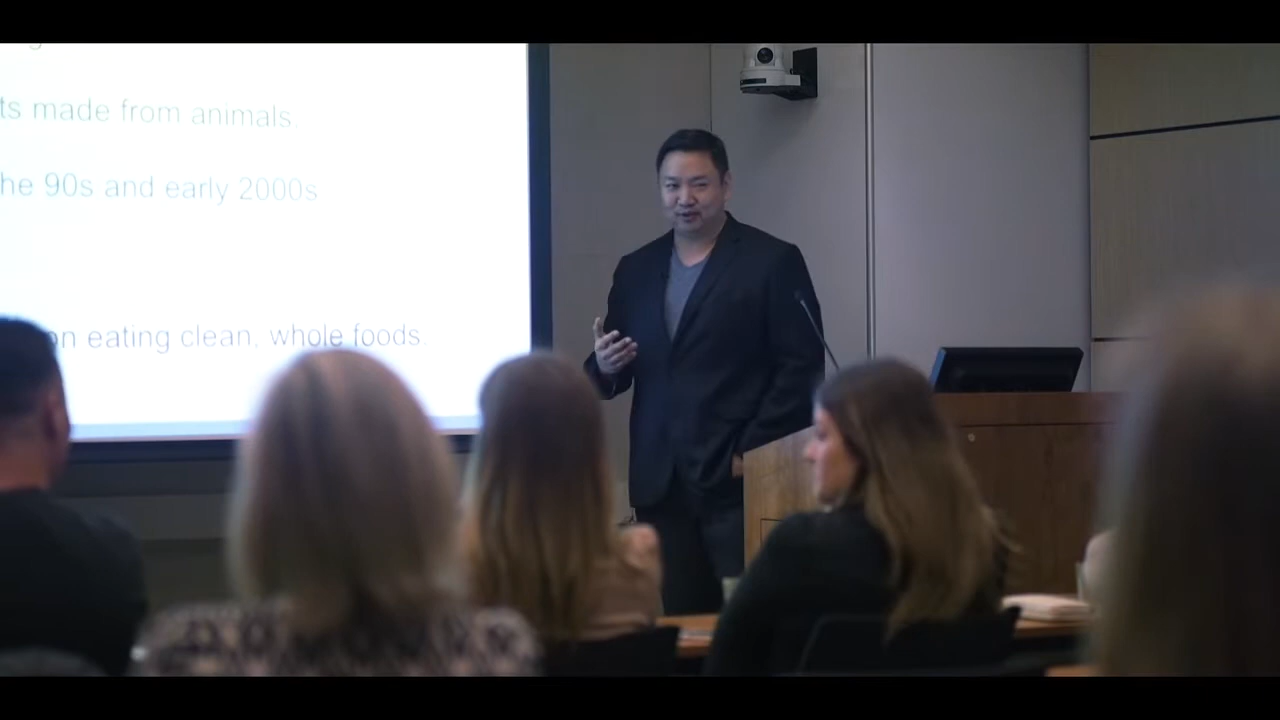 ts made from animals.
he 90s and early 2000s
on eating clean, whole foods.